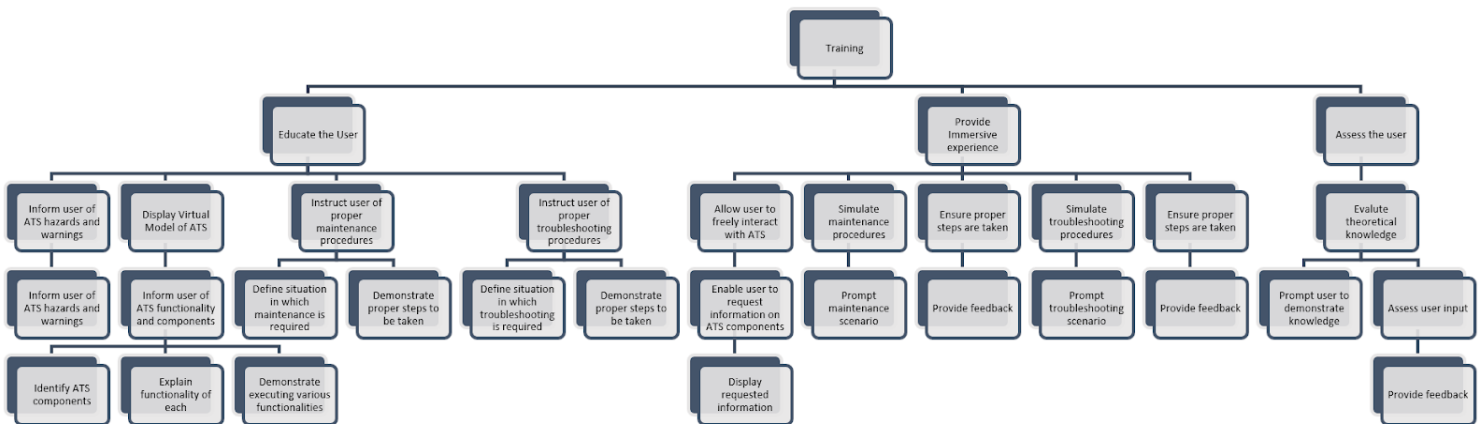 Training
Educate the User
Provide
Immersive
experience
Assess the user
Inform user of
ATS hazards and
warnings
Display Virtual
Model of ATS
Instruct user of
proper
maintenance
procedures
Instruct user of
proper
troubleshooting
procedures
Allow user to
freely interact
with ATS
Simulate
maintenance
procedures
Ensure proper
steps are taken
Simulate
troubleshooting
procedures
Ensure proper
steps are taken
Evalute
theoretical
knowledge
Inform user of
ATS hazards and
warnings
Inform user of
ATS functionality
and components
Define situation
in which
maintenance is
required
Demonstrate
proper steps to
be taken
Define situation
in which
troubleshooting
is required
Demonstrate
proper steps to
be taken
Enable user to
request
information on
ATS components
Prompt
maintenance
scenario
Provide feedback
Prompt
troubleshooting
scenario
Provide feedback
Prompt user to
demonstrate
knowledge
Assess user input
Identify ATS
components
Explain
functionality of
each
Demonstrate
executing various
functionalities
Display
requested
information
Provide feedback